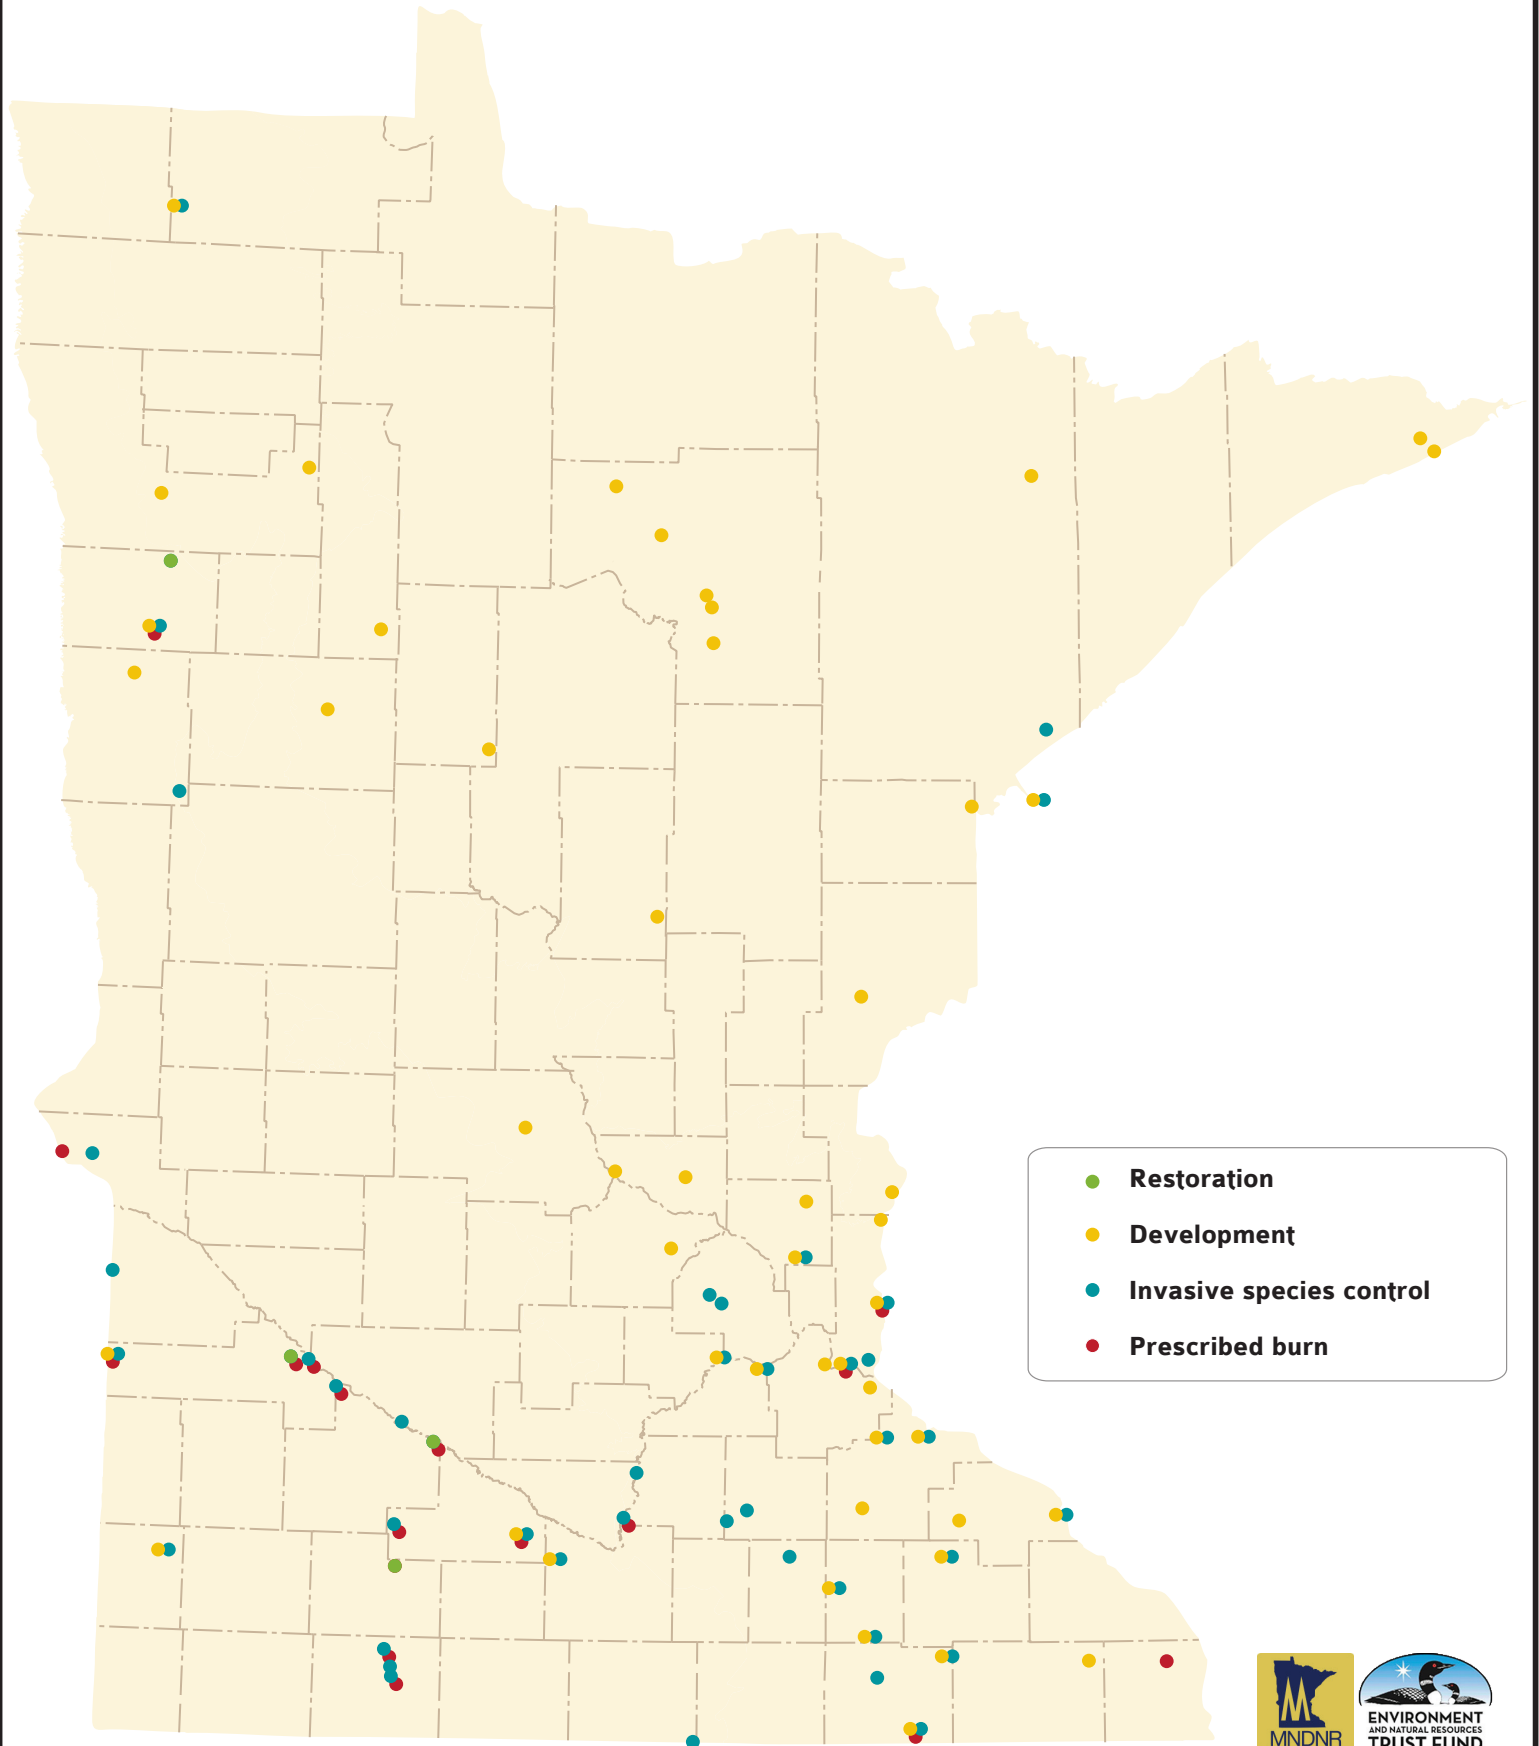 Restoration
Development
Invasive species control
Prescribed burn
MNDNR
ENVIRONMENT
AND NATURAL RESOURCES
TRUST FUND